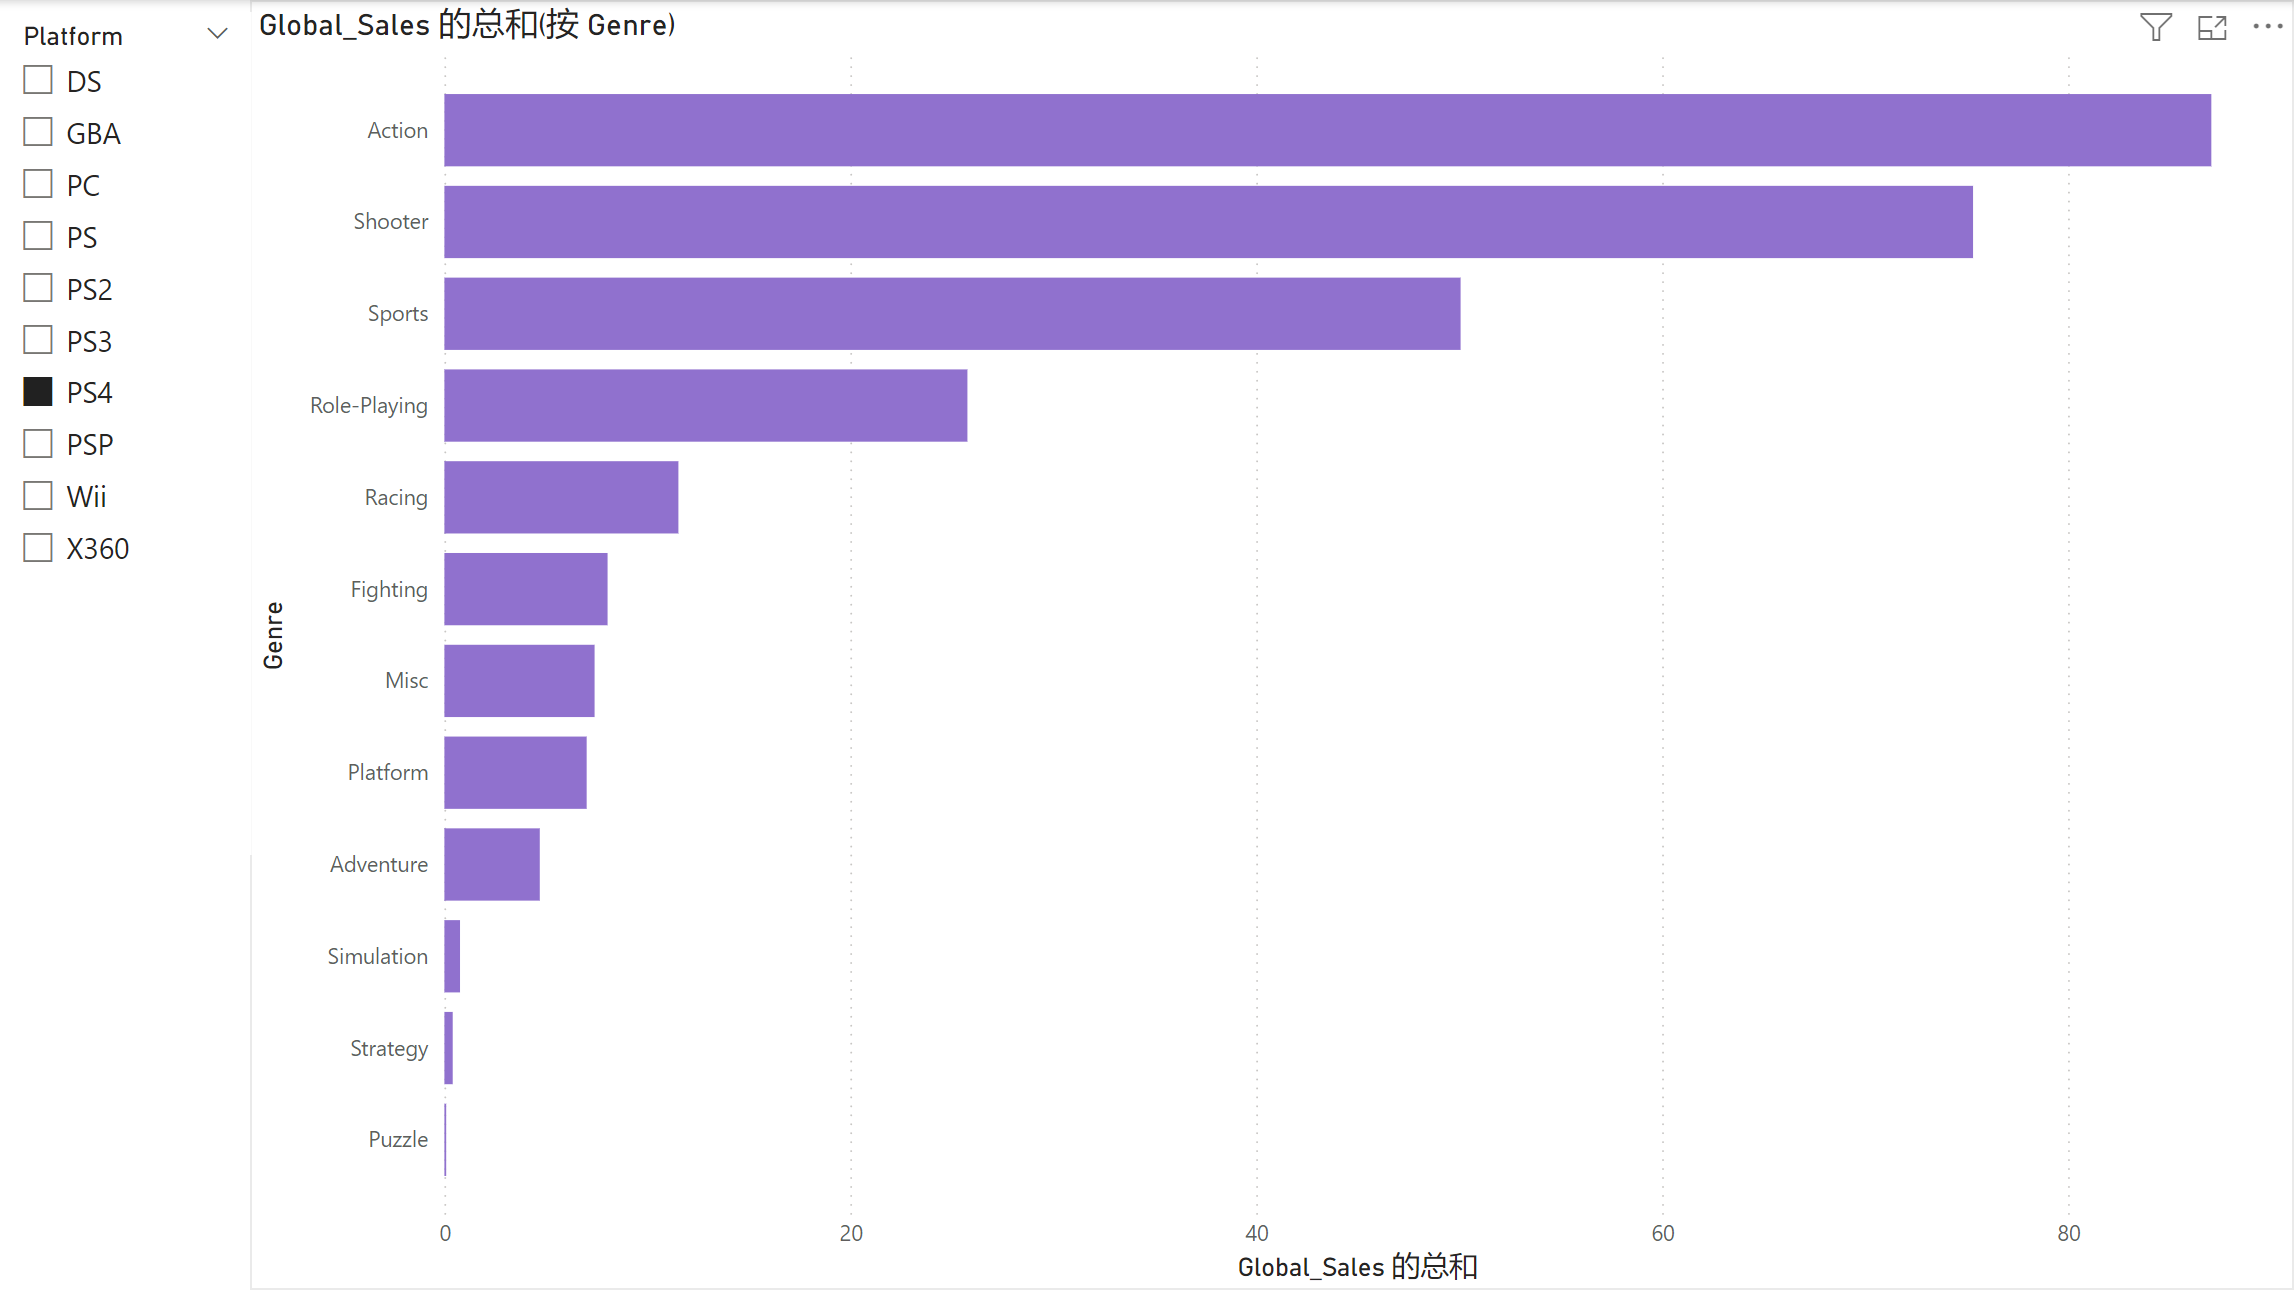 Platform
DS
GBA
PC
PS
PS2
PS3
PS4
PSP
Wii
X360
Global_Sales 的总和(按 Genre)
Genre
Action
Shooter
Sports
Role-Playing
Racing
Fighting
Misc
Platform
Adventure
Simulation
Strategy
Puzzle
0 20 40 60 80
Global_Sales 的总和